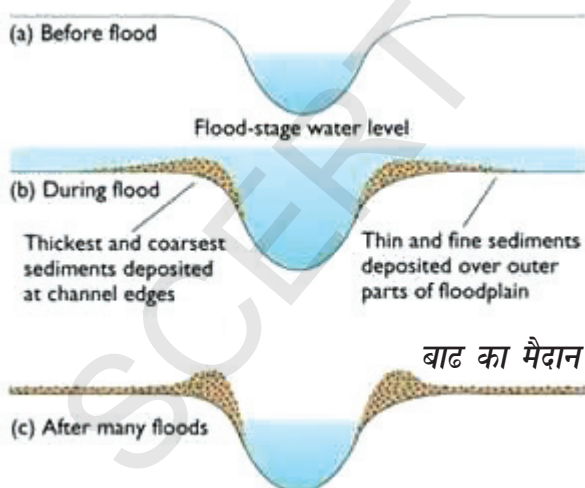 (a) Before flood
Flood-stage water level
(b) During flood
Thickest and coarsest
sediments deposited
at channel edges
Thin and fine sediments
deposited over outer
parts of floodplain
बाढ का मैदान
(c) After many floods
SCERT